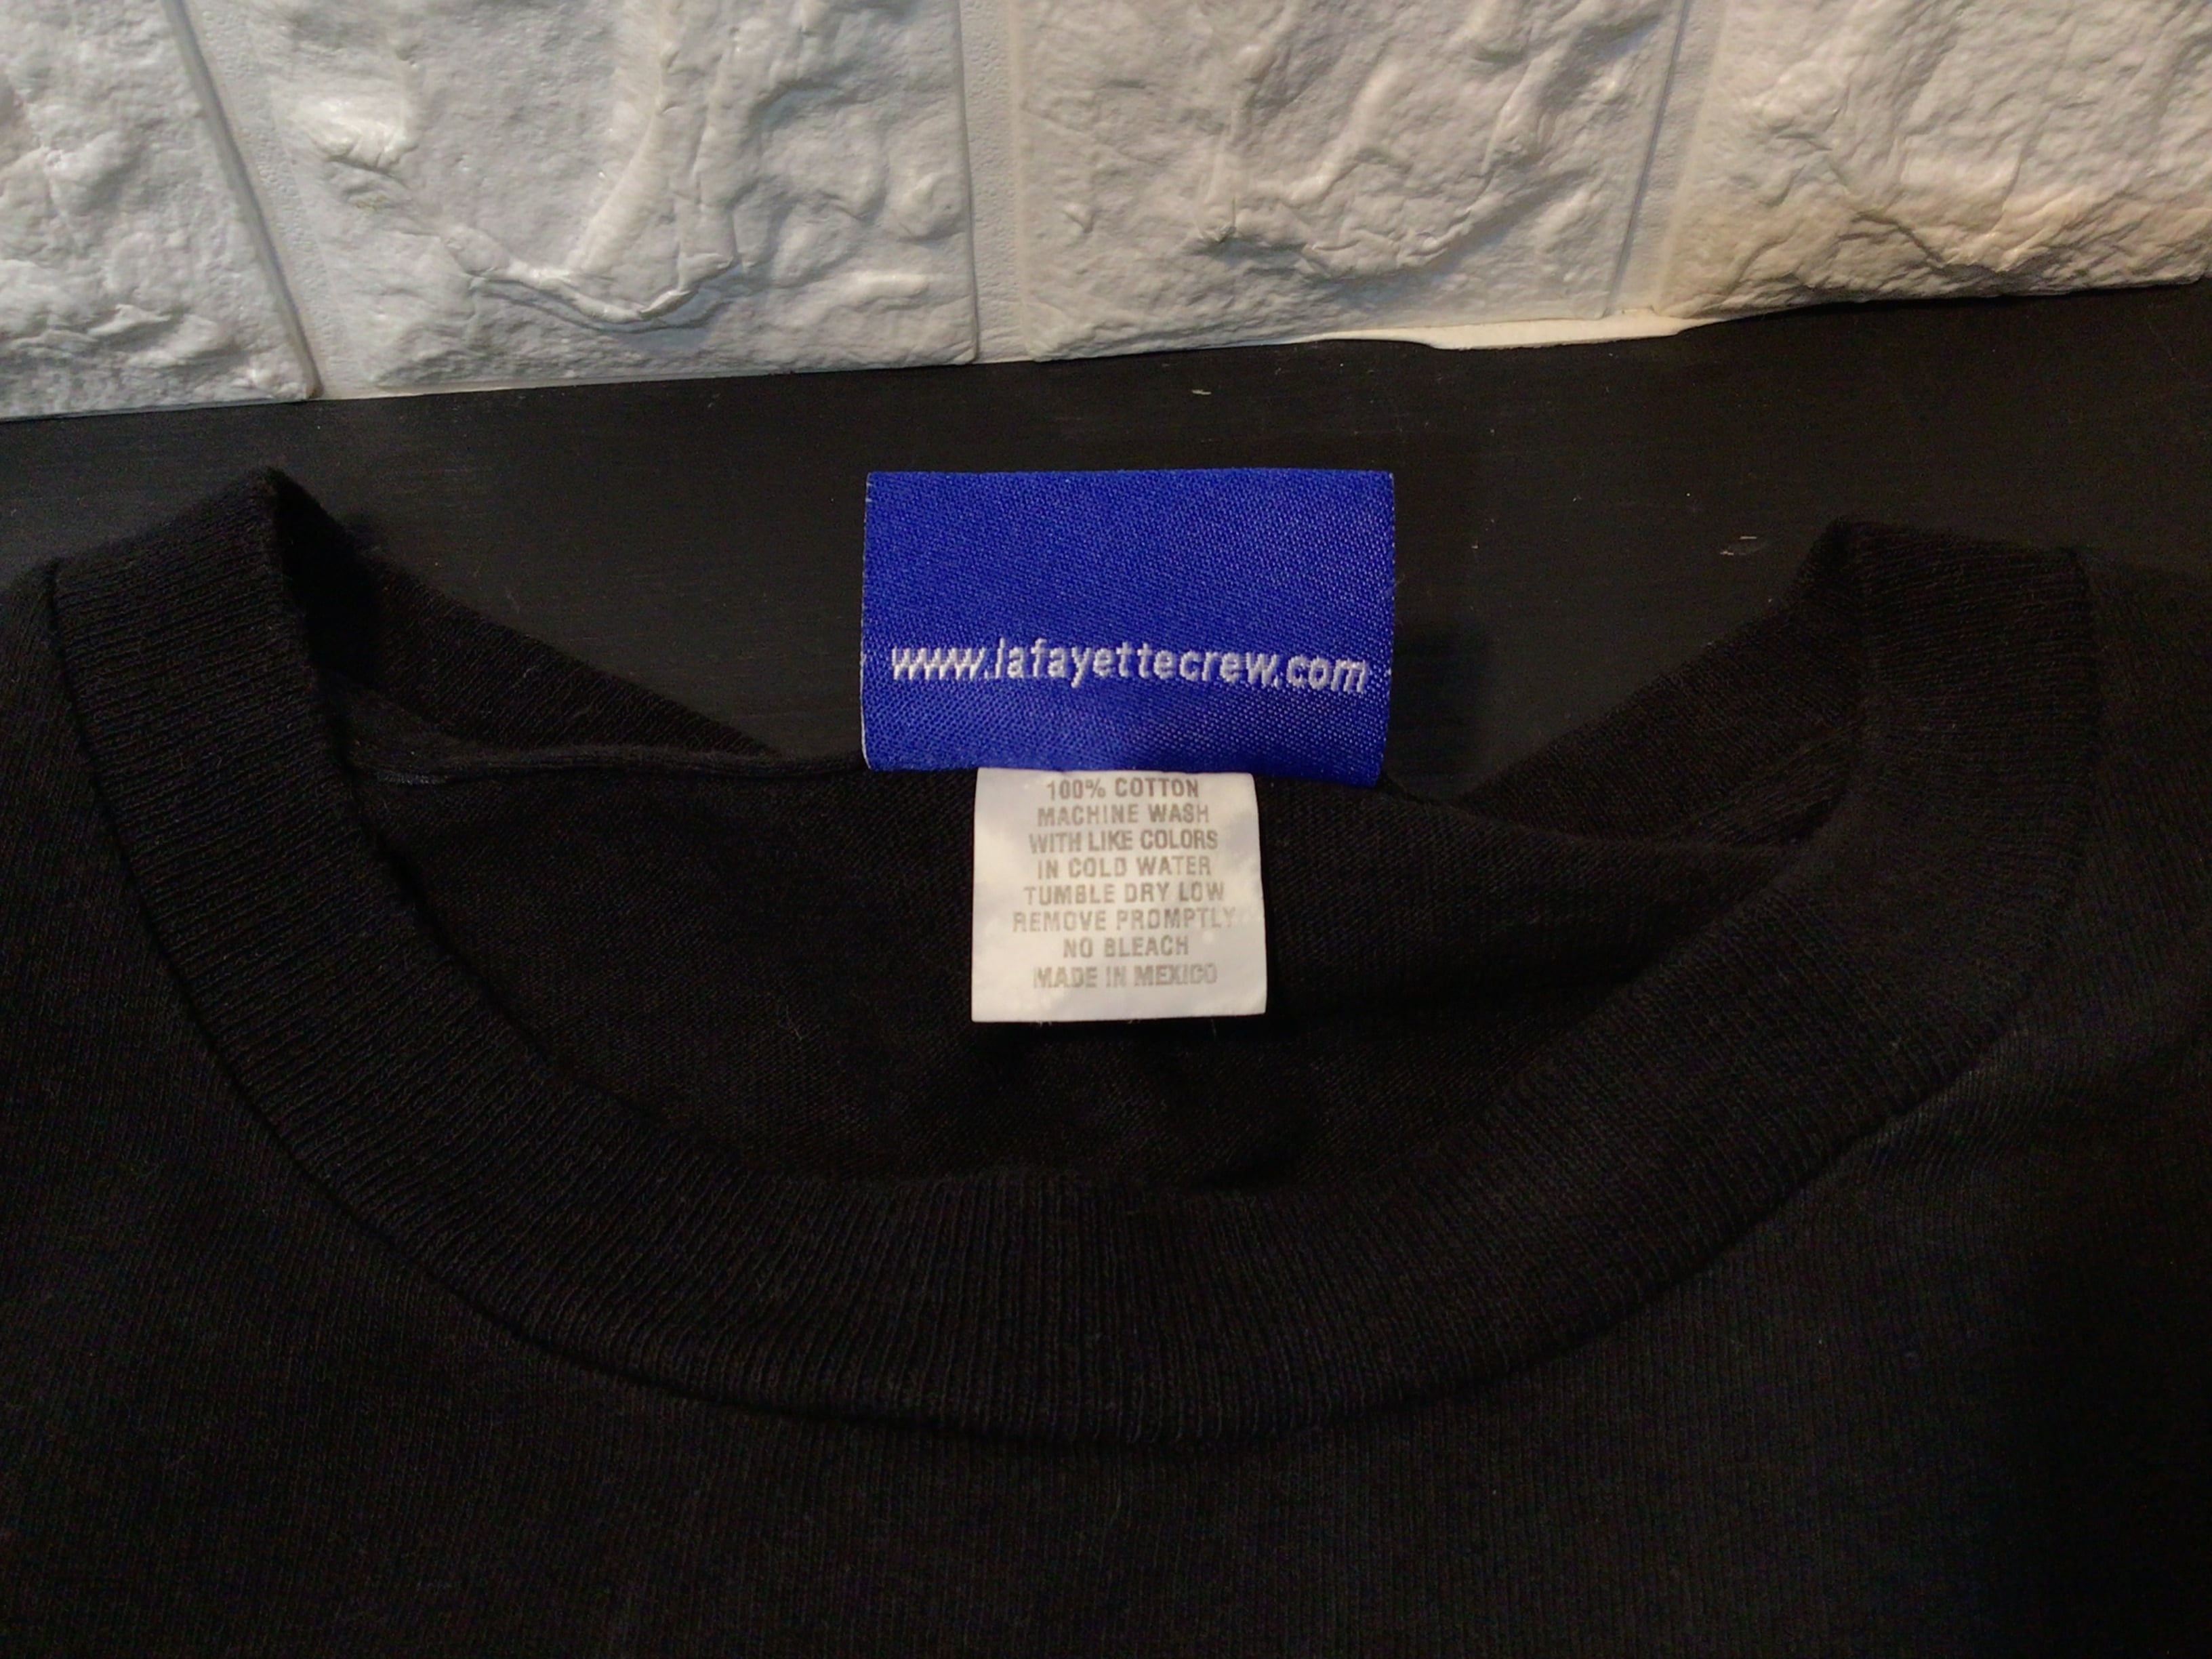 www.lafayettecrew.com
100% COTTON
MACHINE WASH
WITH LIKE COLORS
IN COLD WATER
TUMBLE DRY LOW
REMOVE PROMPTLY
NO BLEACH
MADE IN MEXICO